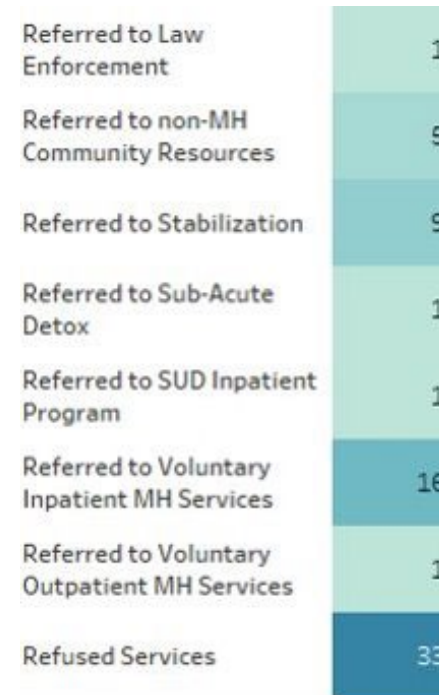 Referred to Law
Enforcement
1
Referred to non-MH
Community Resources
5
Referred to Stabilization
9
Referred to Sub-Acute
Detox
1
Referred to SUD Inpatient
Program
1
Referred to Voluntary
Inpatient MH Services
16
Referred to Voluntary
Outpatient MH Services
1
Refused Services
33